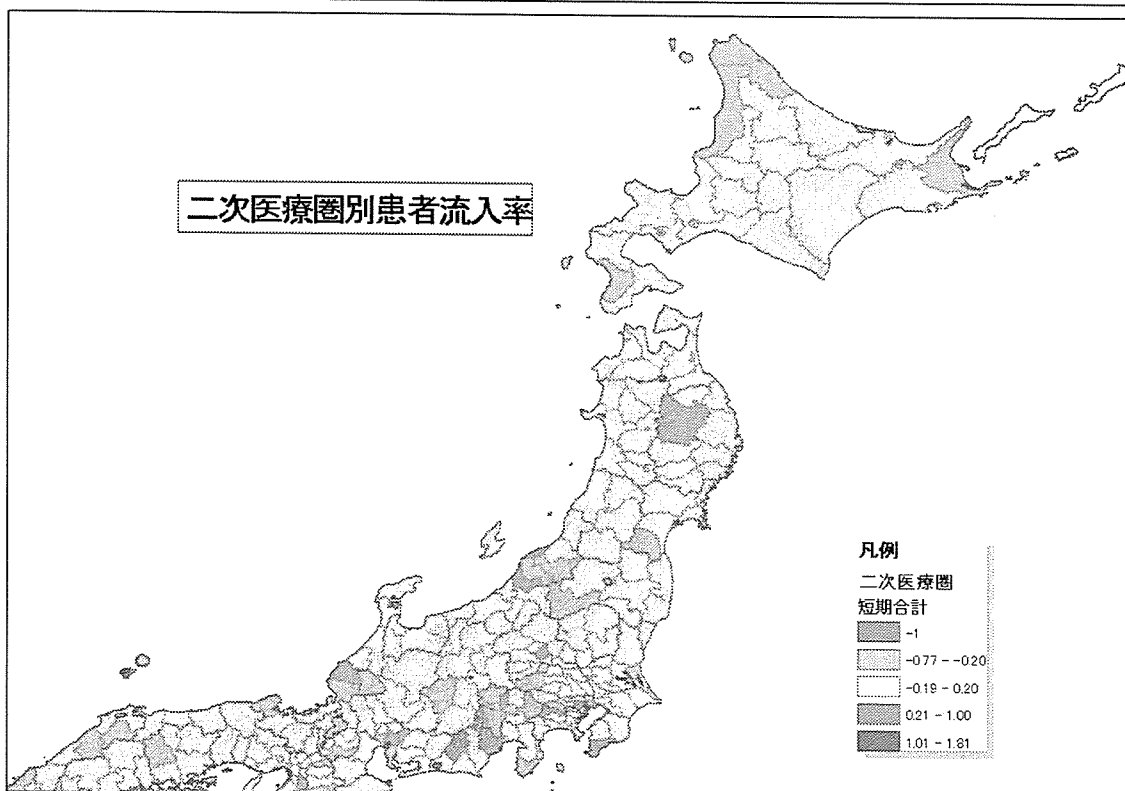 二次医療圏別患者流入率
凡例
二次医療圏
短期合計
-1
-0.77 - -0.20
-0.19 - 0.20
0.21 - 1.00
1.01 - 1.81